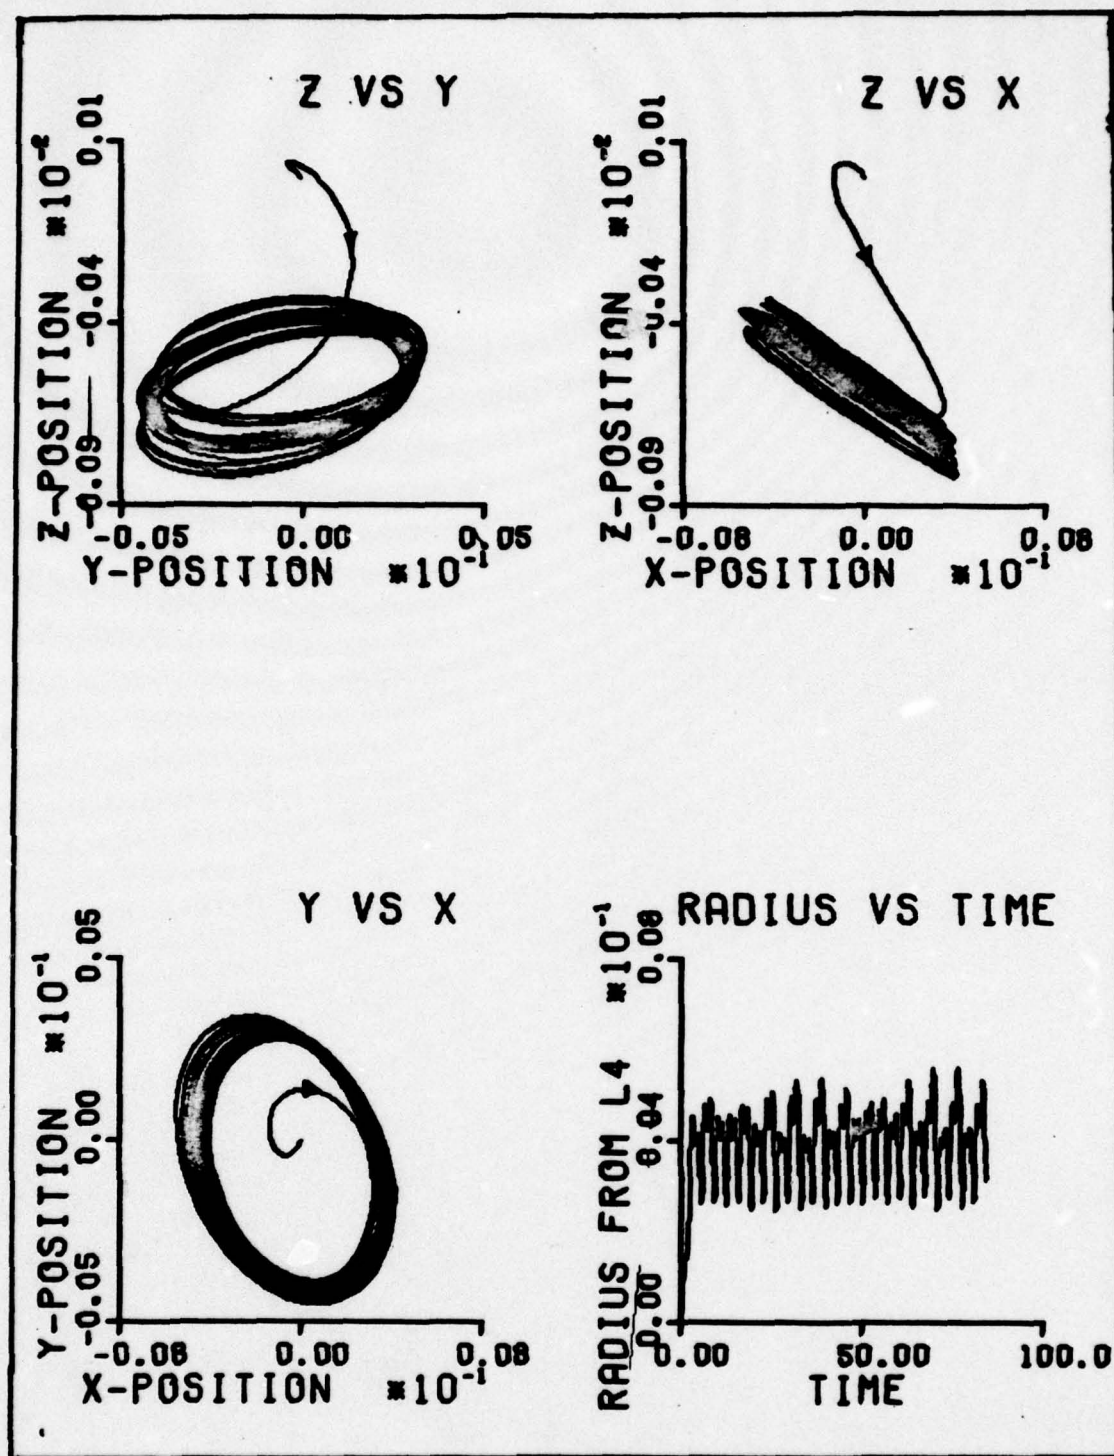 Z VS Y
Z-POSITION *10⁻²
0.01
-0.04
-0.09
-0.05 0.00 0.05
Y-POSITION *10⁻¹
Z VS X
Z-POSITION *10⁻²
0.01
-0.04
-0.09
-0.08 0.00 0.08
X-POSITION *10⁻¹
Y VS X
Y-POSITION *10⁻¹
0.05
0.00
-0.05
-0.08 0.00 0.08
X-POSITION *10⁻¹
RADIUS VS TIME
RADIUS FROM L4 *10⁻¹
0.08
0.04
0.00
0.00 50.00 100.0
TIME